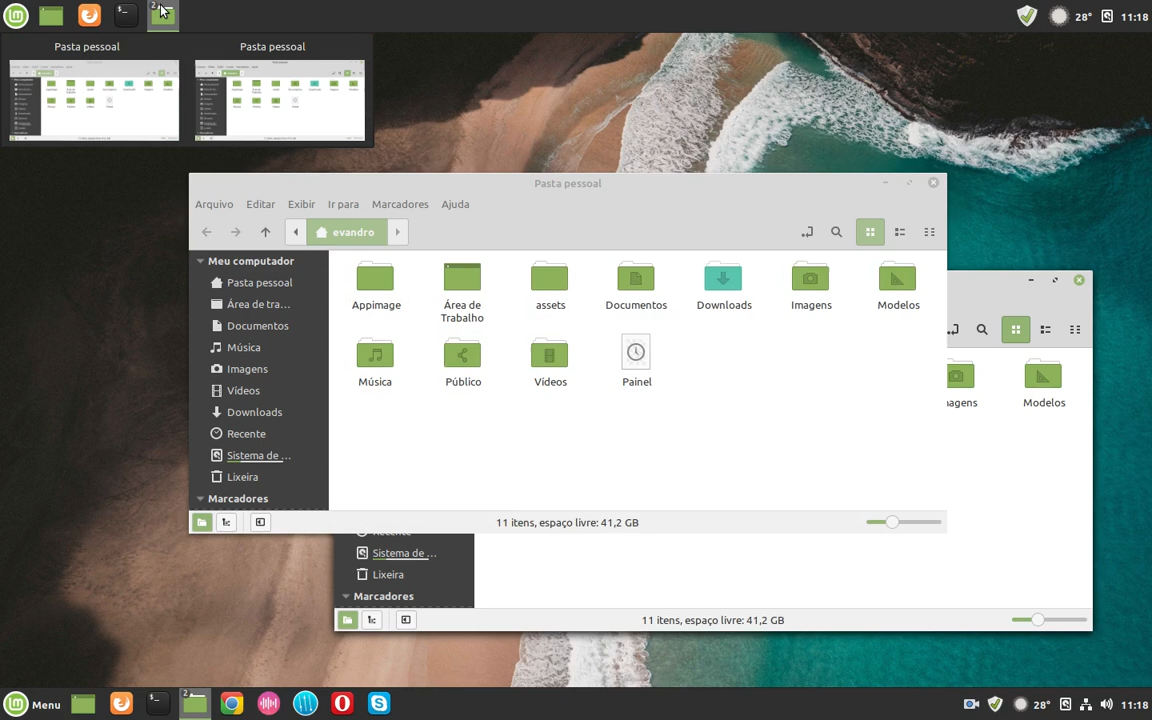 2
28°
11:18
Pasta pessoal
Pasta pessoal
Pasta pessoal
Arquivo Editar Exibir Ir para Marcadores Ajuda
evandro
Meu computador
Pasta pessoal
Área de tra...
Documentos
Música
Imagens
Vídeos
Downloads
Recente
Sistema de ...
Lixeira
Marcadores
Appimage
Área de
Trabalho
assets
Documentos
Downloads
Imagens
Modelos
Música
Público
Vídeos
Painel
11 itens, espaço livre: 41,2 GB
Modelos
Sistema de ...
Lixeira
Marcadores
11 itens, espaço livre: 41,2 GB
Menu
2
28°
11:18